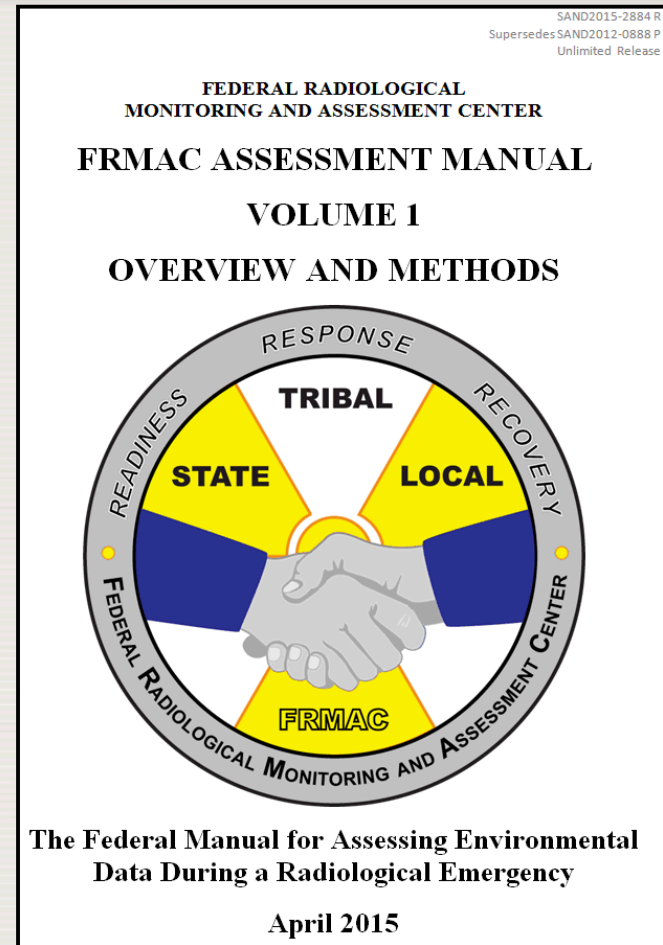 SAND2015-2884 R
Supersedes SAND2012-0888 P
Unlimited Release
FEDERAL RADIOLOGICAL
MONITORING AND ASSESSMENT CENTER
FRMAC ASSESSMENT MANUAL
VOLUME 1
OVERVIEW AND METHODS
READINESS
RESPONSE
RECOVERY
TRIBAL
STATE
LOCAL
FRMAC
FEDERAL RADIOLOGICAL MONITORING AND ASSESSMENT CENTER
The Federal Manual for Assessing Environmental
Data During a Radiological Emergency
April 2015